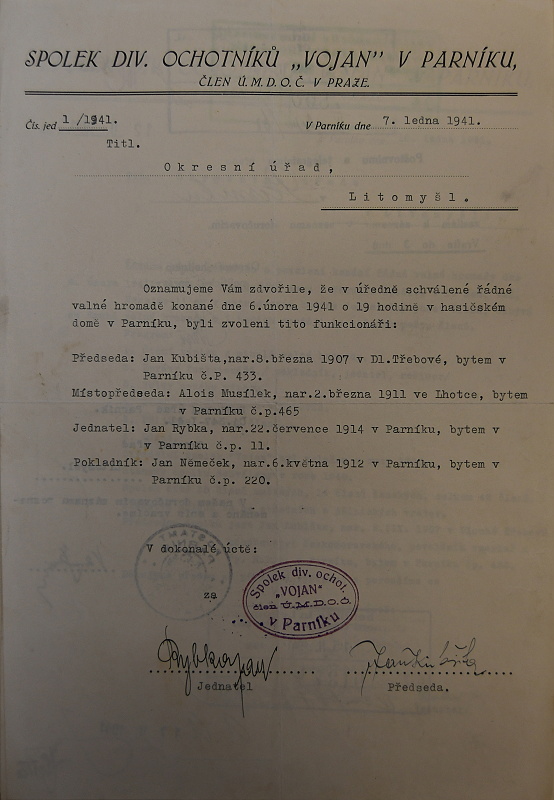 SPOLEK DIV. OCHOTNÍKŮ „VOJAN” V PARNÍKU,
ČLEN Ú. M. D. O. Č. V PRAZE.
Čís. jed 1 /1941.
V Parníku dne 7. ledna 1941.
Titl.
Okresní úřad,
Litomyšl.
Oznamujeme Vám zdvořile, že v úředně schválené řádné
valné hromadě konané dne 6.února 1941 o 19 hodině v hasičském
domě v Parníku, byli zvoleni tito funkcionáři:
Předseda: Jan Kubišta,nar.8.března 1907 v Dl.Třebové, bytem v
Parníku č.P. 433.
Místopředseda: Alois Musílek, nar.2.března 1911 ve Lhotce, bytem
v Parníku č.p.465
Jednatel: Jan Rybka, nar.22.července 1914 v Parníku, bytem v
v Parníku č.p. 11.
Pokladník: Jan Němeček, nar.6.května 1912 v Parníku, bytem v
Parníku č.p. 220.
V dokonalé úctě:
za
Spolek div. ochot.
„VOJAN“
člen Ú.M.D.O.Č.
v Parníku
Rybka Jan
Jan Kubišta
Jednatel
Předseda.